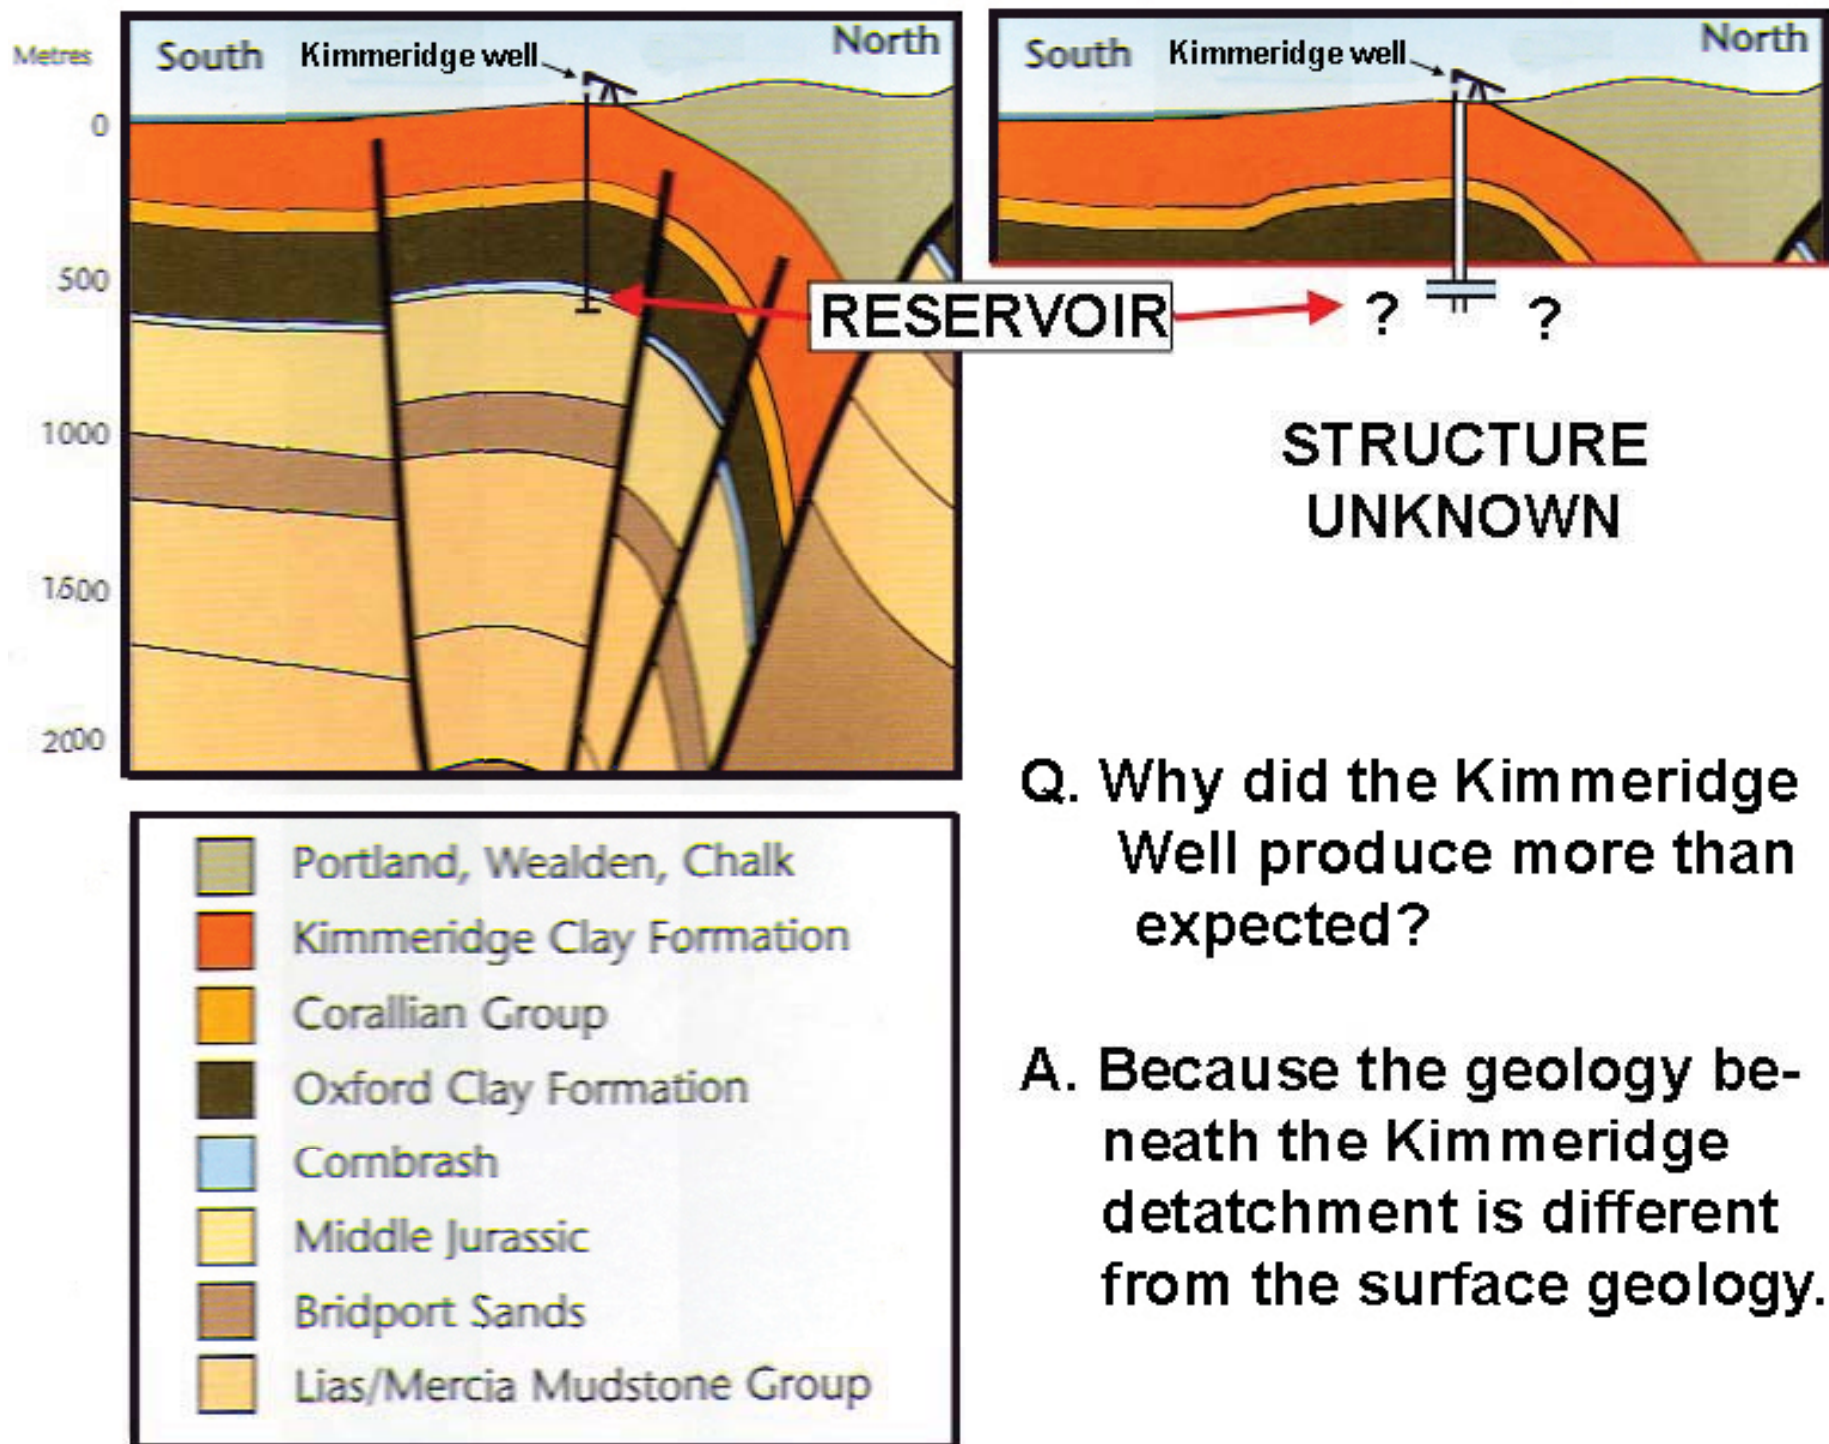 Metres
South
Kimmeridge well
North
0
500
1000
1500
2000
South
Kimmeridge well
North
RESERVOIR
? ?
STRUCTURE
UNKNOWN
Portland, Wealden, Chalk
Kimmeridge Clay Formation
Corallian Group
Oxford Clay Formation
Cornbrash
Middle Jurassic
Bridport Sands
Lias/Mercia Mudstone Group
Q. Why did the Kimmeridge
Well produce more than
expected?
A. Because the geology be-
neath the Kimmeridge
detatchment is different
from the surface geology.